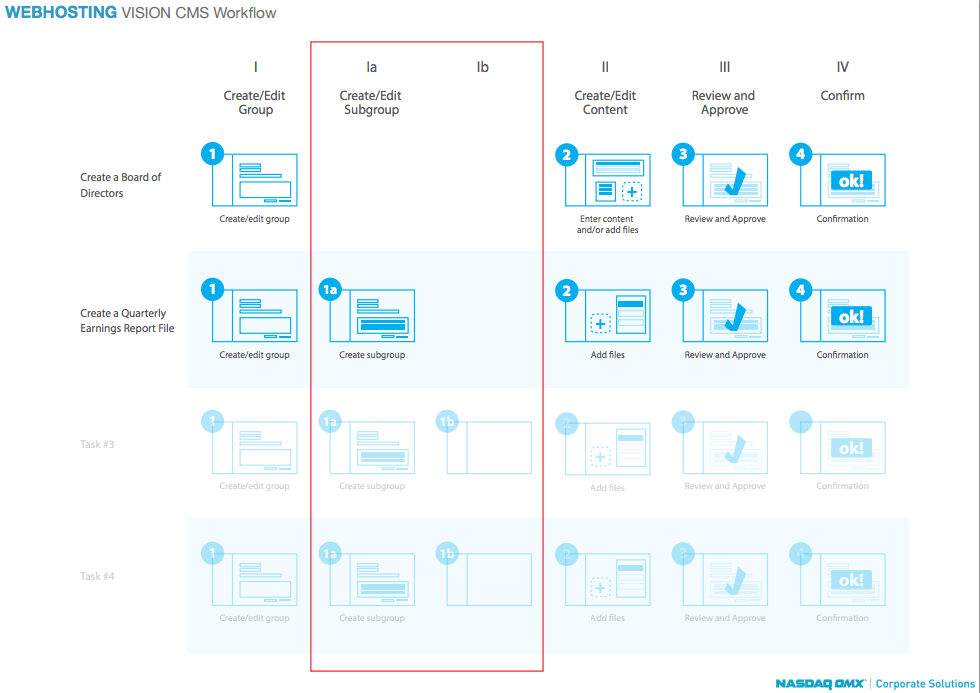 WEBHOSTING VISION CMS Workflow
I
Ia
Ib
II
III
IV
Create/Edit
Group
Create/Edit
Subgroup
Create/Edit
Content
Review and
Approve
Confirm
Create a Board of
Directors
1
Create/edit group
2
Enter content
and/or add files
3
Review and Approve
4
ok!
Confirmation
Create a Quarterly
Earnings Report File
1
Create/edit group
1a
Create subgroup
2
Add files
3
Review and Approve
4
ok!
Confirmation
Task #3
1
Create/edit group
1a
Create subgroup
1b
2
Add files
3
Review and Approve
ok!
Confirmation
Task #4
1
Create/edit group
1a
Create subgroup
1b
2
Add files
3
Review and Approve
4
ok!
Confirmation
NASDAQ OMX | Corporate Solutions